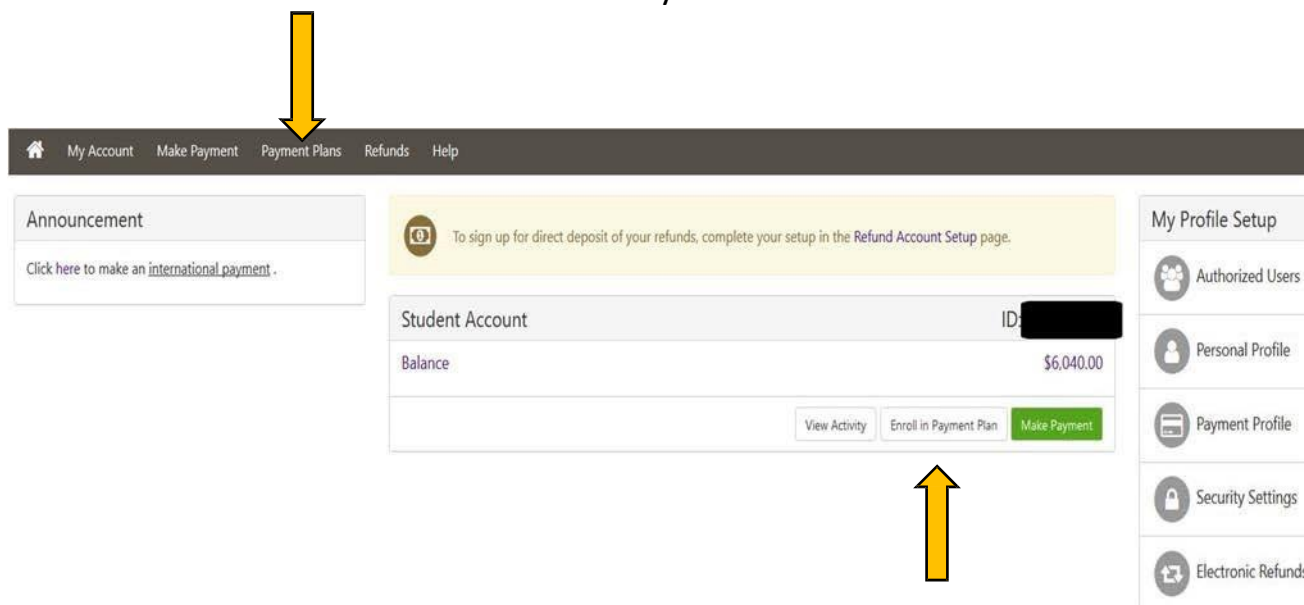 My Account Make Payment Payment Plans Refunds Help
Announcement
Click here to make an international payment .
To sign up for direct deposit of your refunds, complete your setup in the Refund Account Setup page.
Student Account ID:
Balance $6,040.00
View Activity Enroll in Payment Plan Make Payment
My Profile Setup
Authorized Users
Personal Profile
Payment Profile
Security Settings
Electronic Refunds